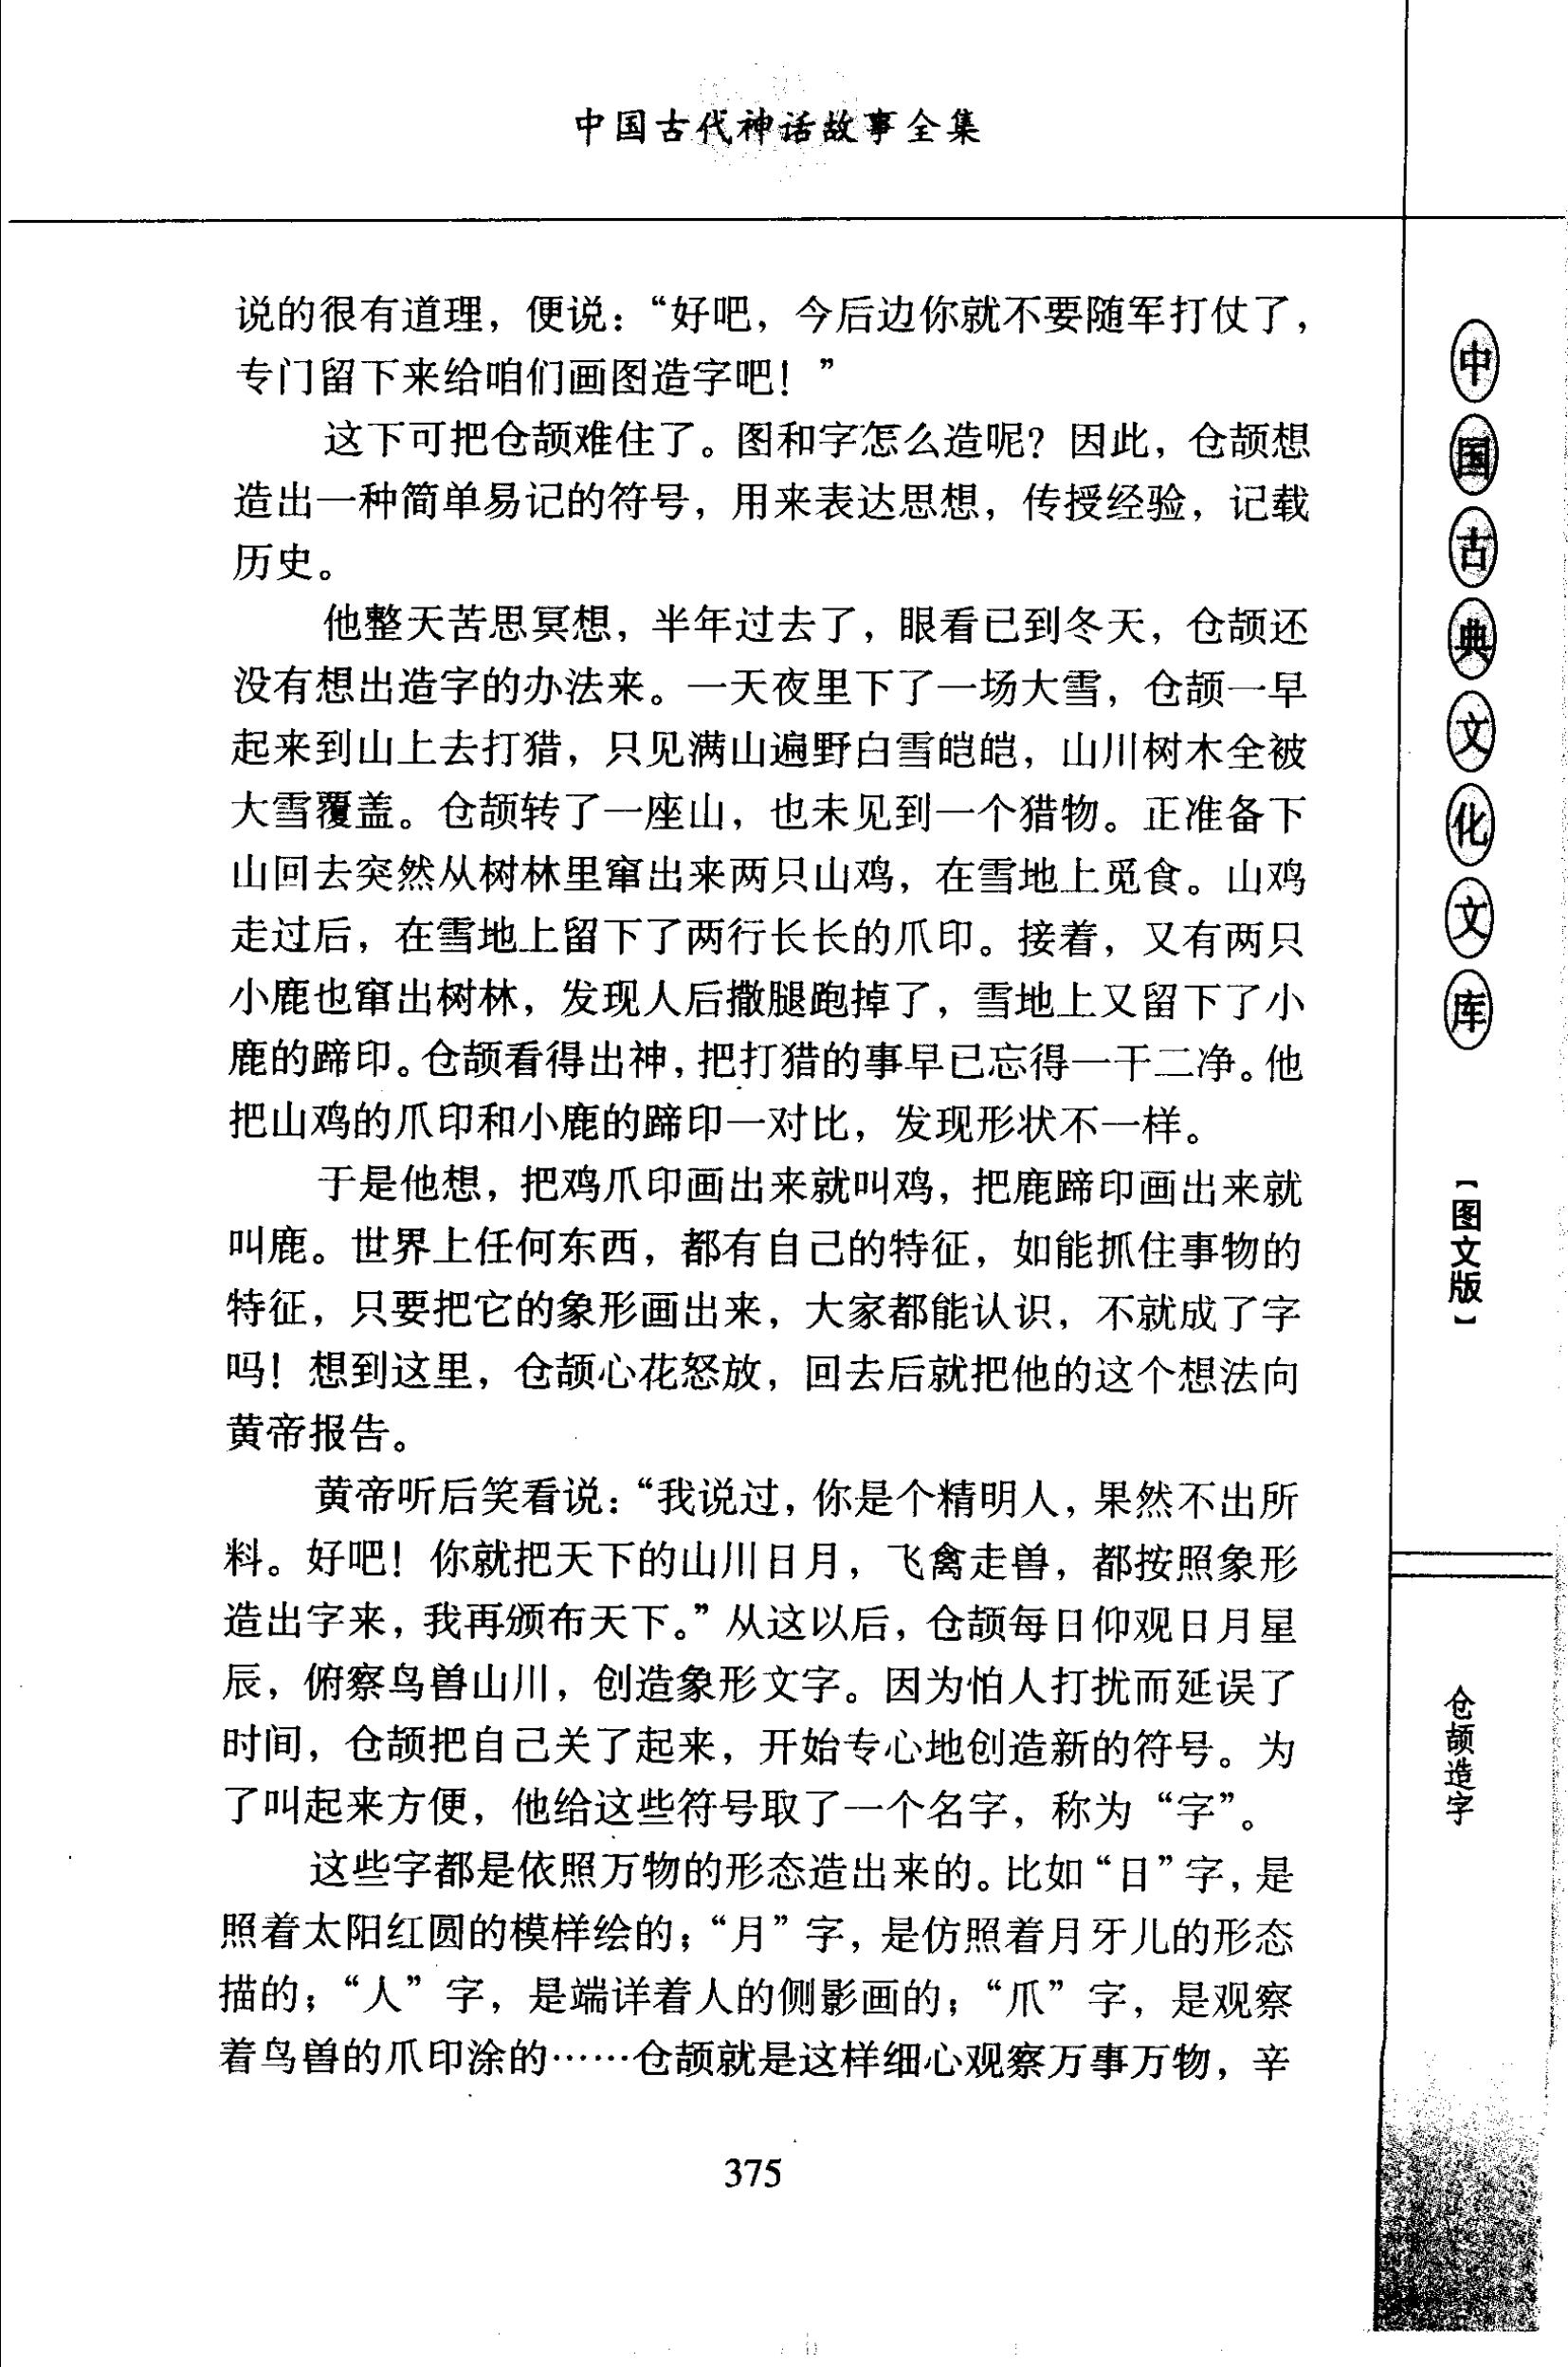 中国古代神话故事全集
说的很有道理，便说：“好吧，今后边你就不要随军打仗了，
专门留下来给咱们画图造字吧！”
这下可把仓颉难住了。图和字怎么造呢？因此，仓颉想
造出一种简单易记的符号，用来表达思想，传授经验，记载
历史。
他整天苦思冥想，半年过去了，眼看已到冬天，仓颉还
没有想出造字的办法来。一天夜里下了一场大雪，仓颉一早
起来到山上去打猎，只见满山遍野白雪皑皑，山川树木全被
大雪覆盖。仓颉转了一座山，也未见到一个猎物。正准备下
山回去突然从树林里窜出来两只山鸡，在雪地上觅食。山鸡
走过后，在雪地上留下了两行长长的爪印。接着，又有两只
小鹿也窜出树林，发现人后撒腿跑掉了，雪地上又留下了小
鹿的蹄印。仓颉看得出神，把打猎的事早已忘得一干二净。他
把山鸡的爪印和小鹿的蹄印一对比，发现形状不一样。
于是他想，把鸡爪印画出来就叫鸡，把鹿蹄印画出来就
叫鹿。世界上任何东西，都有自己的特征，如能抓住事物的
特征，只要把它的象形画出来，大家都能认识，不就成了字
吗！想到这里，仓颉心花怒放，回去后就把他的这个想法向
黄帝报告。
黄帝听后笑看说：“我说过，你是个精明人，果然不出所
料。好吧！你就把天下的山川日月，飞禽走兽，都按照象形
造出字来，我再颁布天下。”从这以后，仓颉每日仰观日月星
辰，俯察鸟兽山川，创造象形文字。因为怕人打扰而延误了
时间，仓颉把自己关了起来，开始专心地创造新的符号。为
了叫起来方便，他给这些符号取了一个名字，称为“字”。
这些字都是依照万物的形态造出来的。比如“日”字，是
照着太阳红圆的模样绘的；“月”字，是仿照着月牙儿的形态
描的；“人”字，是端详着人的侧影画的；“爪”字，是观察
着鸟兽的爪印涂的……仓颉就是这样细心观察万事万物，辛
375
中国古典文化文库
【图文版】
仓颉造字